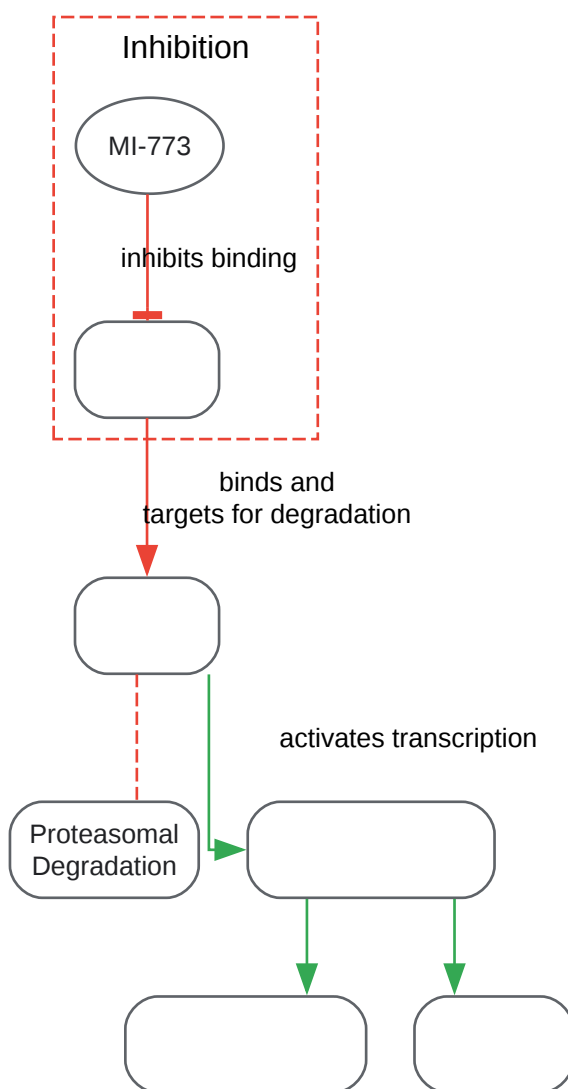 Inhibition
MI-773
inhibits binding
binds and
targets for degradation
activates transcription
Proteasomal
Degradation